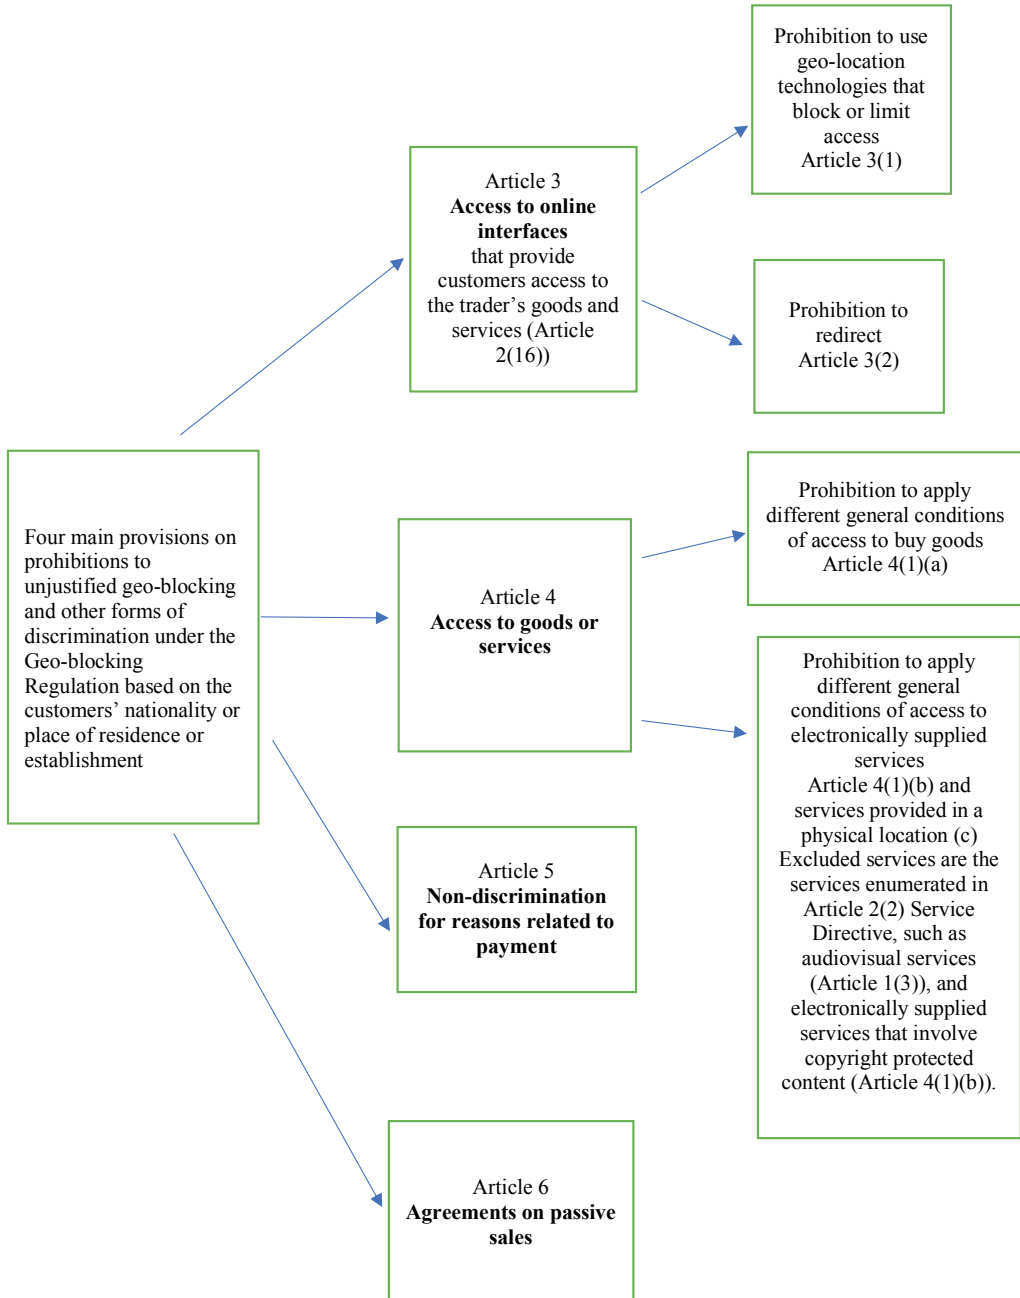 Four main provisions on
prohibitions to
unjustified geo-blocking
and other forms of
discrimination under the
Geo-blocking
Regulation based on the
customers’ nationality or
place of residence or
establishment
Article 3
Access to online
interfaces
that provide
customers access to
the trader’s goods and
services (Article
2(16))
Prohibition to use
geo-location
technologies that
block or limit
access
Article 3(1)
Prohibition to
redirect
Article 3(2)
Article 4
Access to goods or
services
Prohibition to apply
different general conditions
of access to buy goods
Article 4(1)(a)
Prohibition to apply
different general
conditions of access to
electronically supplied
services
Article 4(1)(b) and
services provided in a
physical location (c)
Excluded services are the
services enumerated in
Article 2(2) Service
Directive, such as
audiovisual services
(Article 1(3)), and
electronically supplied
services that involve
copyright protected
content (Article 4(1)(b)).
Article 5
Non-discrimination
for reasons related to
payment
Article 6
Agreements on passive
sales